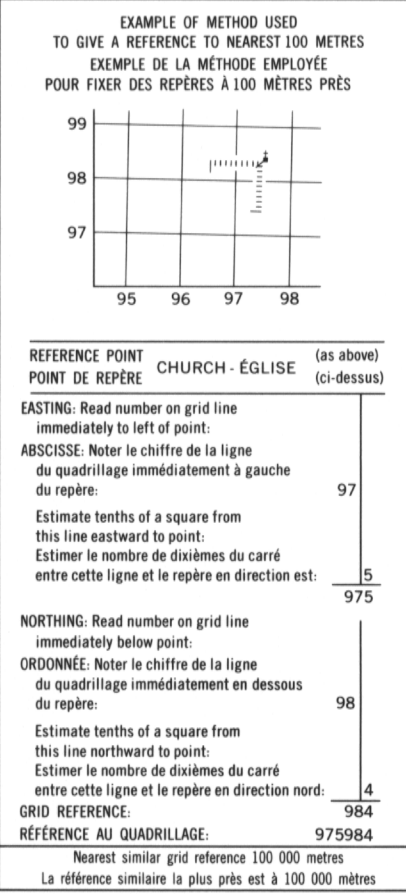 EXAMPLE OF METHOD USED
TO GIVE A REFERENCE TO NEAREST 100 METRES
EXEMPLE DE LA MÉTHODE EMPLOYÉE
POUR FIXER DES REPÈRES À 100 MÈTRES PRÈS
99
98
97
95 96 97 98
REFERENCE POINT
POINT DE REPÈRE
CHURCH - ÉGLISE
(as above)
(ci-dessus)
EASTING: Read number on grid line
immediately to left of point:
ABSCISSE: Noter le chiffre de la ligne
du quadrillage immédiatement à gauche
du repère: 97
Estimate tenths of a square from
this line eastward to point:
Estimer le nombre de dixièmes du carré
entre cette ligne et le repère en direction est: 5
975
NORTHING: Read number on grid line
immediately below point:
ORDONNÉE: Noter le chiffre de la ligne
du quadrillage immédiatement en dessous
du repère: 98
Estimate tenths of a square from
this line northward to point:
Estimer le nombre de dixièmes du carré
entre cette ligne et le repère en direction nord: 4
GRID REFERENCE: 984
RÉFÉRENCE AU QUADRILLAGE: 975984
Nearest similar grid reference 100 000 metres
La référence similaire la plus près est à 100 000 mètres